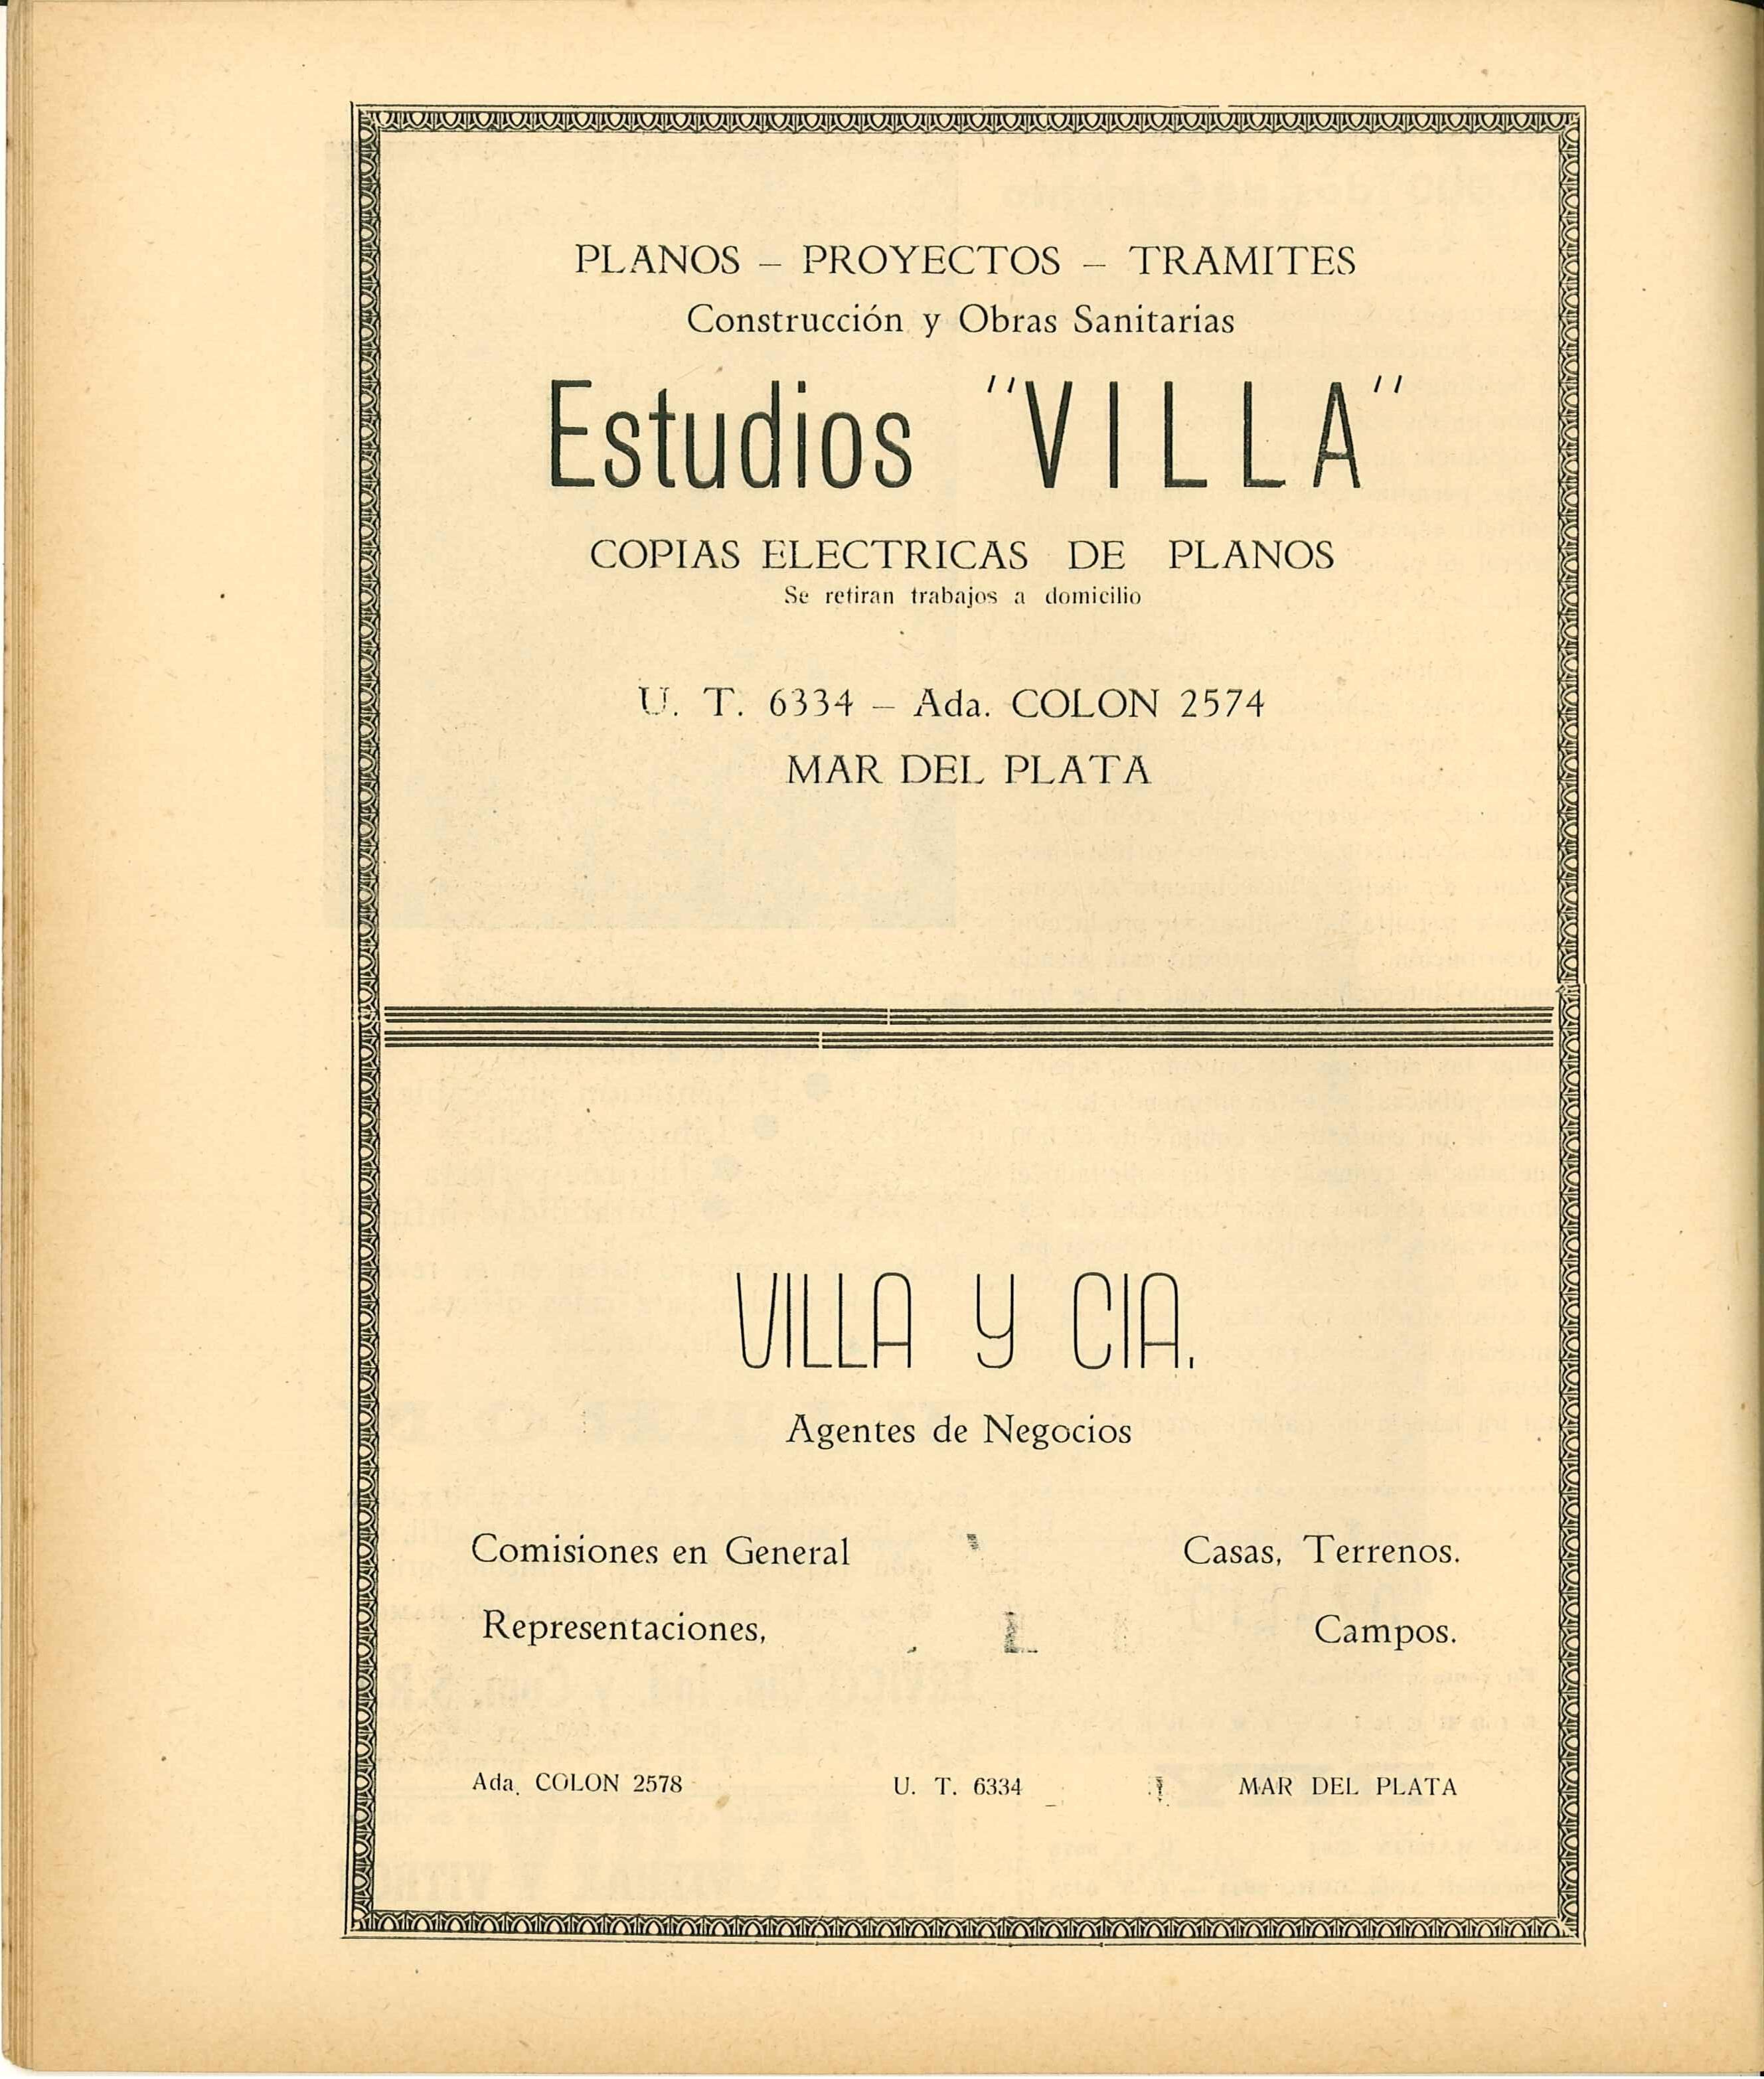 PLANOS – PROYECTOS – TRAMITES
Construcción y Obras Sanitarias
Estudios "VILLA"
COPIAS ELECTRICAS DE PLANOS
Se retiran trabajos a domicilio
U. T. 6334 – Ada. COLON 2574
MAR DEL PLATA
VILLA Y CIA.
Agentes de Negocios
Comisiones en General Casas, Terrenos.
Representaciones, Campos.
Ada. COLON 2578 U. T. 6334 MAR DEL PLATA